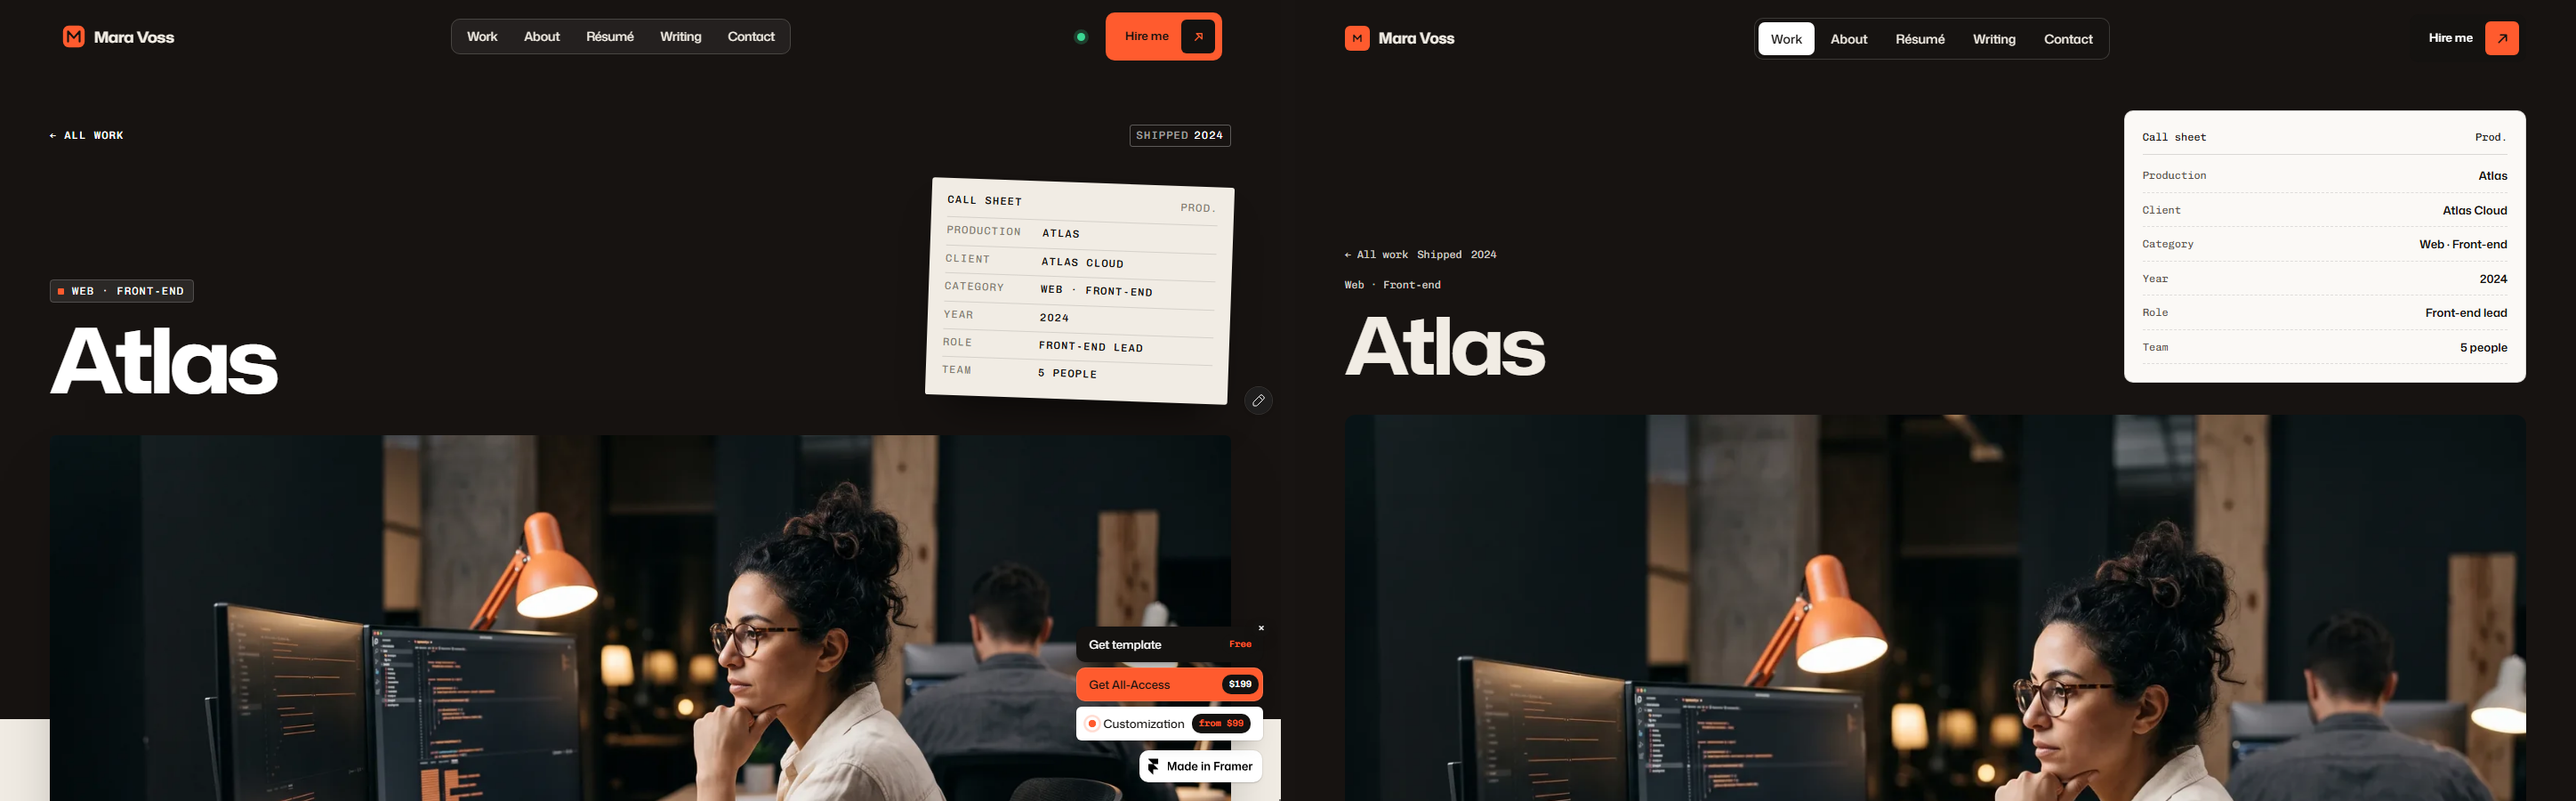 Mara Voss
Work About Résumé Writing Contact
Hire me
← ALL WORK
SHIPPED 2024
CALL SHEET PROD.
PRODUCTION ATLAS
CLIENT ATLAS CLOUD
CATEGORY WEB · FRONT-END
YEAR 2024
ROLE FRONT-END LEAD
TEAM 5 PEOPLE
WEB · FRONT-END
Atlas
Get template Free
Get All-Access $199
Customization from $99
Made in Framer
Mara Voss
Work About Résumé Writing Contact
Hire me
← All work Shipped 2024
Web · Front-end
Atlas
Call sheet Prod.
Production Atlas
Client Atlas Cloud
Category Web · Front-end
Year 2024
Role Front-end lead
Team 5 people